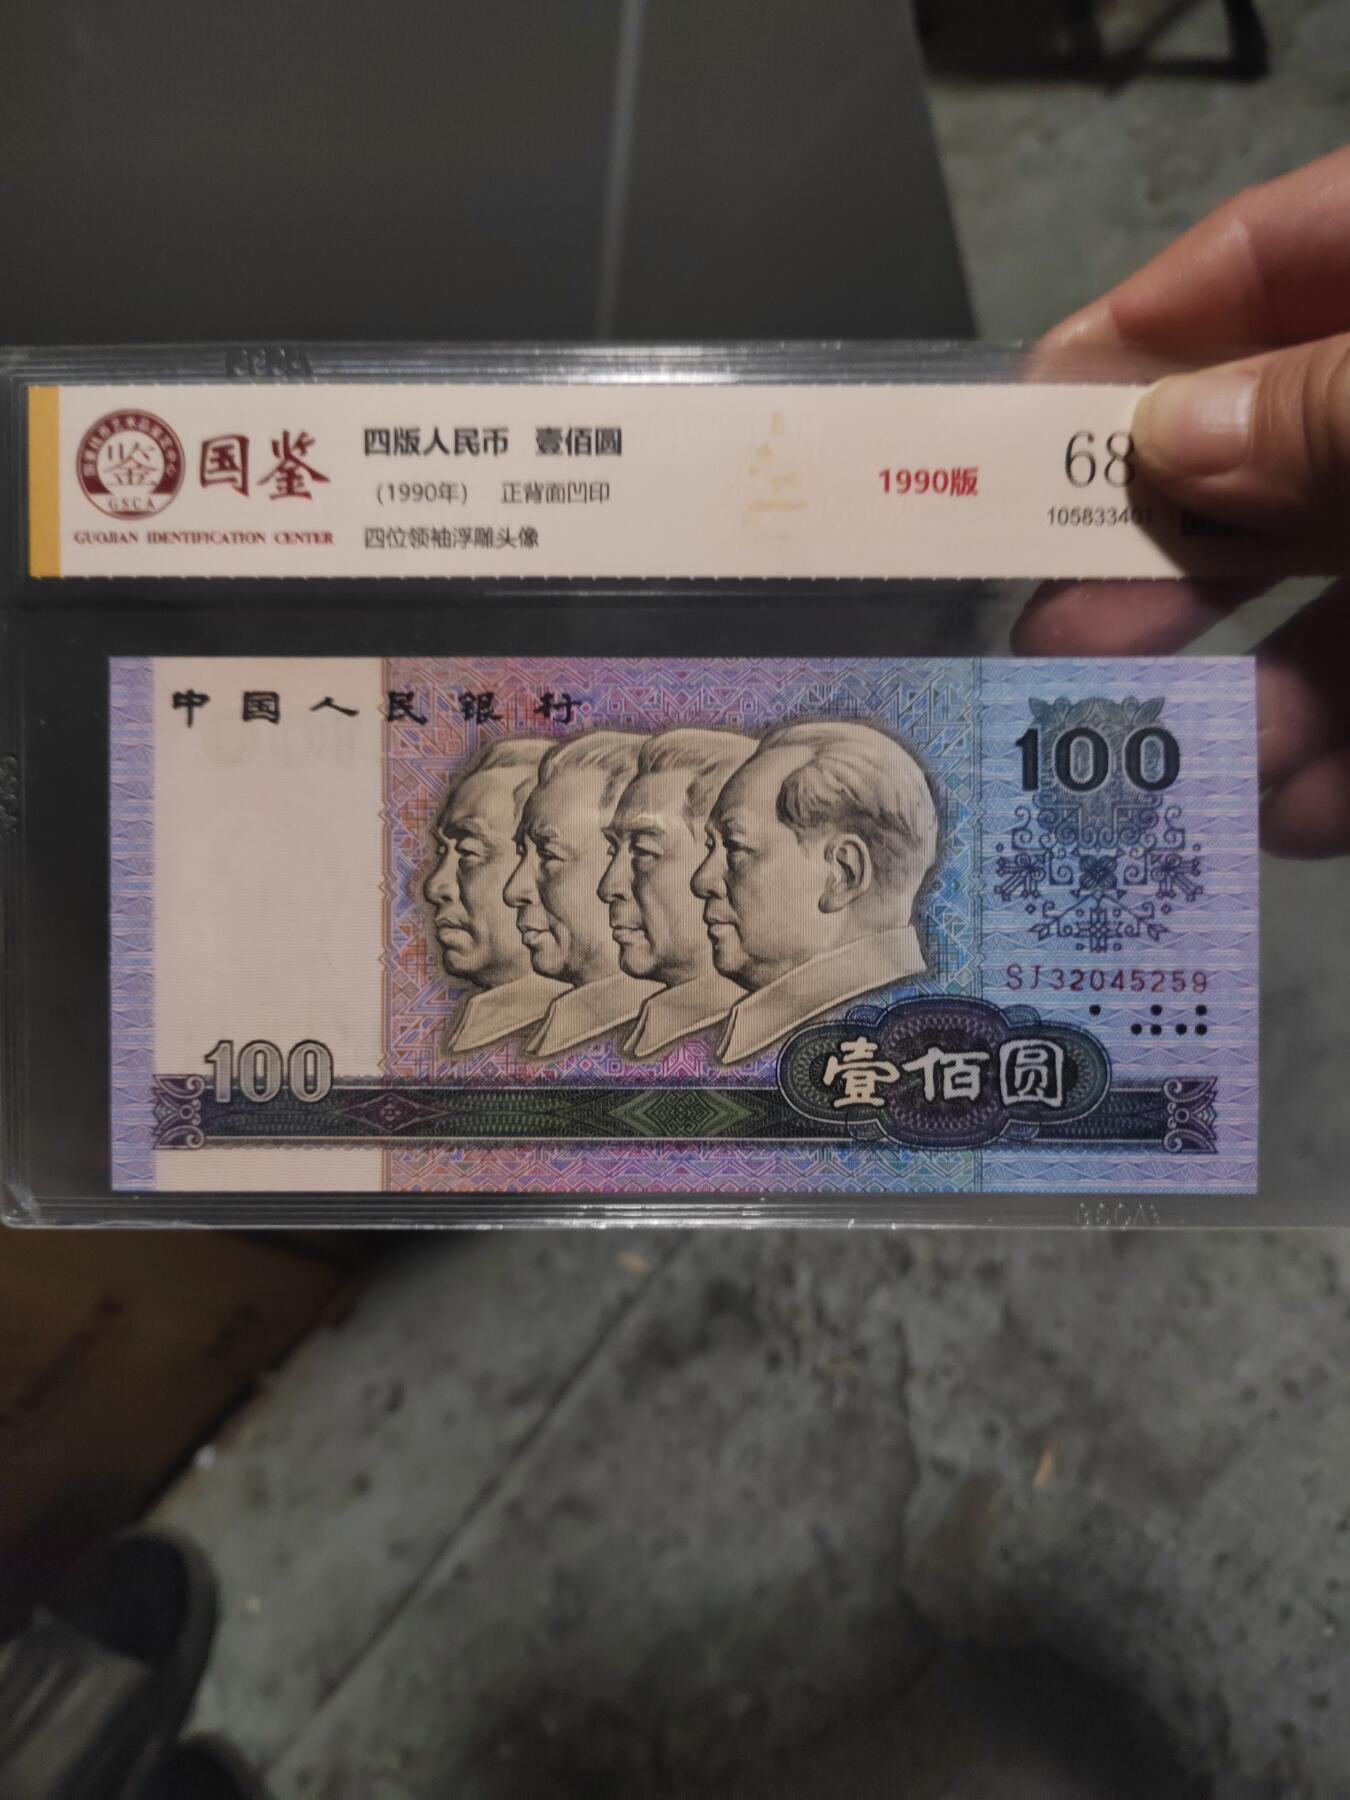 国鉴
GSCA
GUOJIAN IDENTIFICATION CENTER
四版人民币 壹佰圆
(1990年) 正背面凹印
四位领袖浮雕头像
1990版
68
105833401
中国人民银行
100
SJ32045259
100
壹佰圆